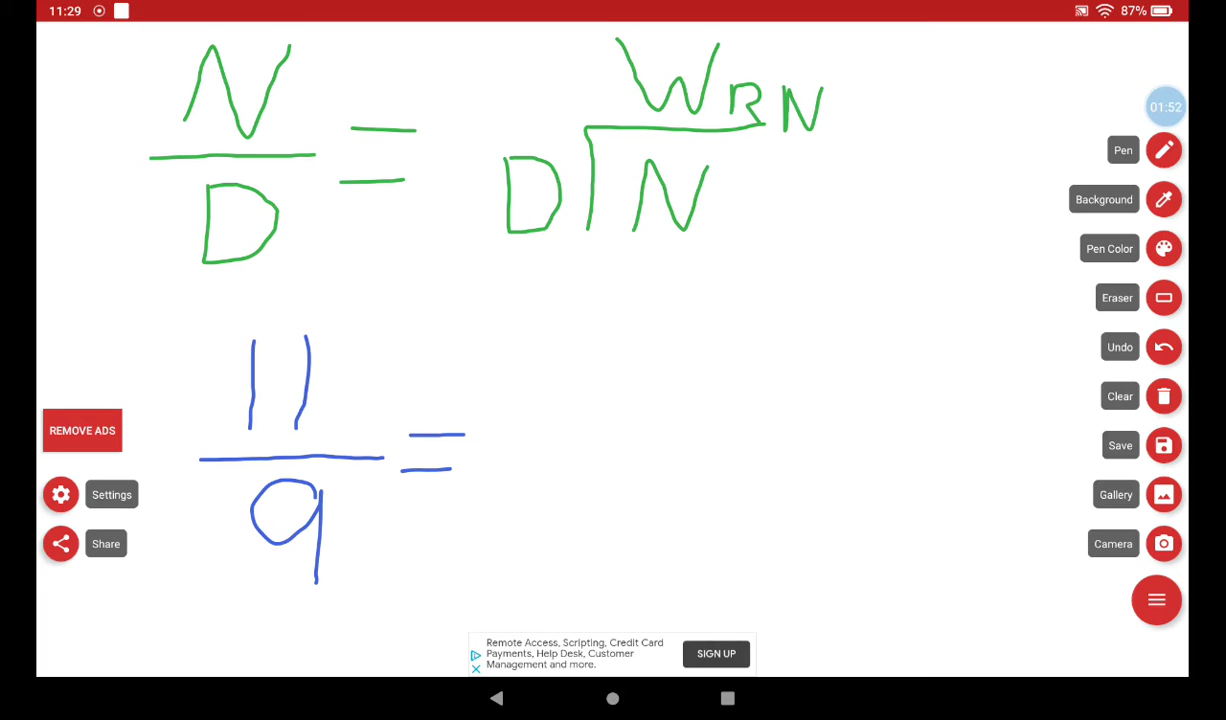 11:29
87%
N/D = D)N W R N
01:52
Pen
Background
Pen Color
Eraser
Undo
11/9 =
Clear
REMOVE ADS
Save
Settings
Gallery
Share
Camera
Remote Access, Scripting, Credit Card
Payments, Help Desk, Customer
Management and more.
SIGN UP